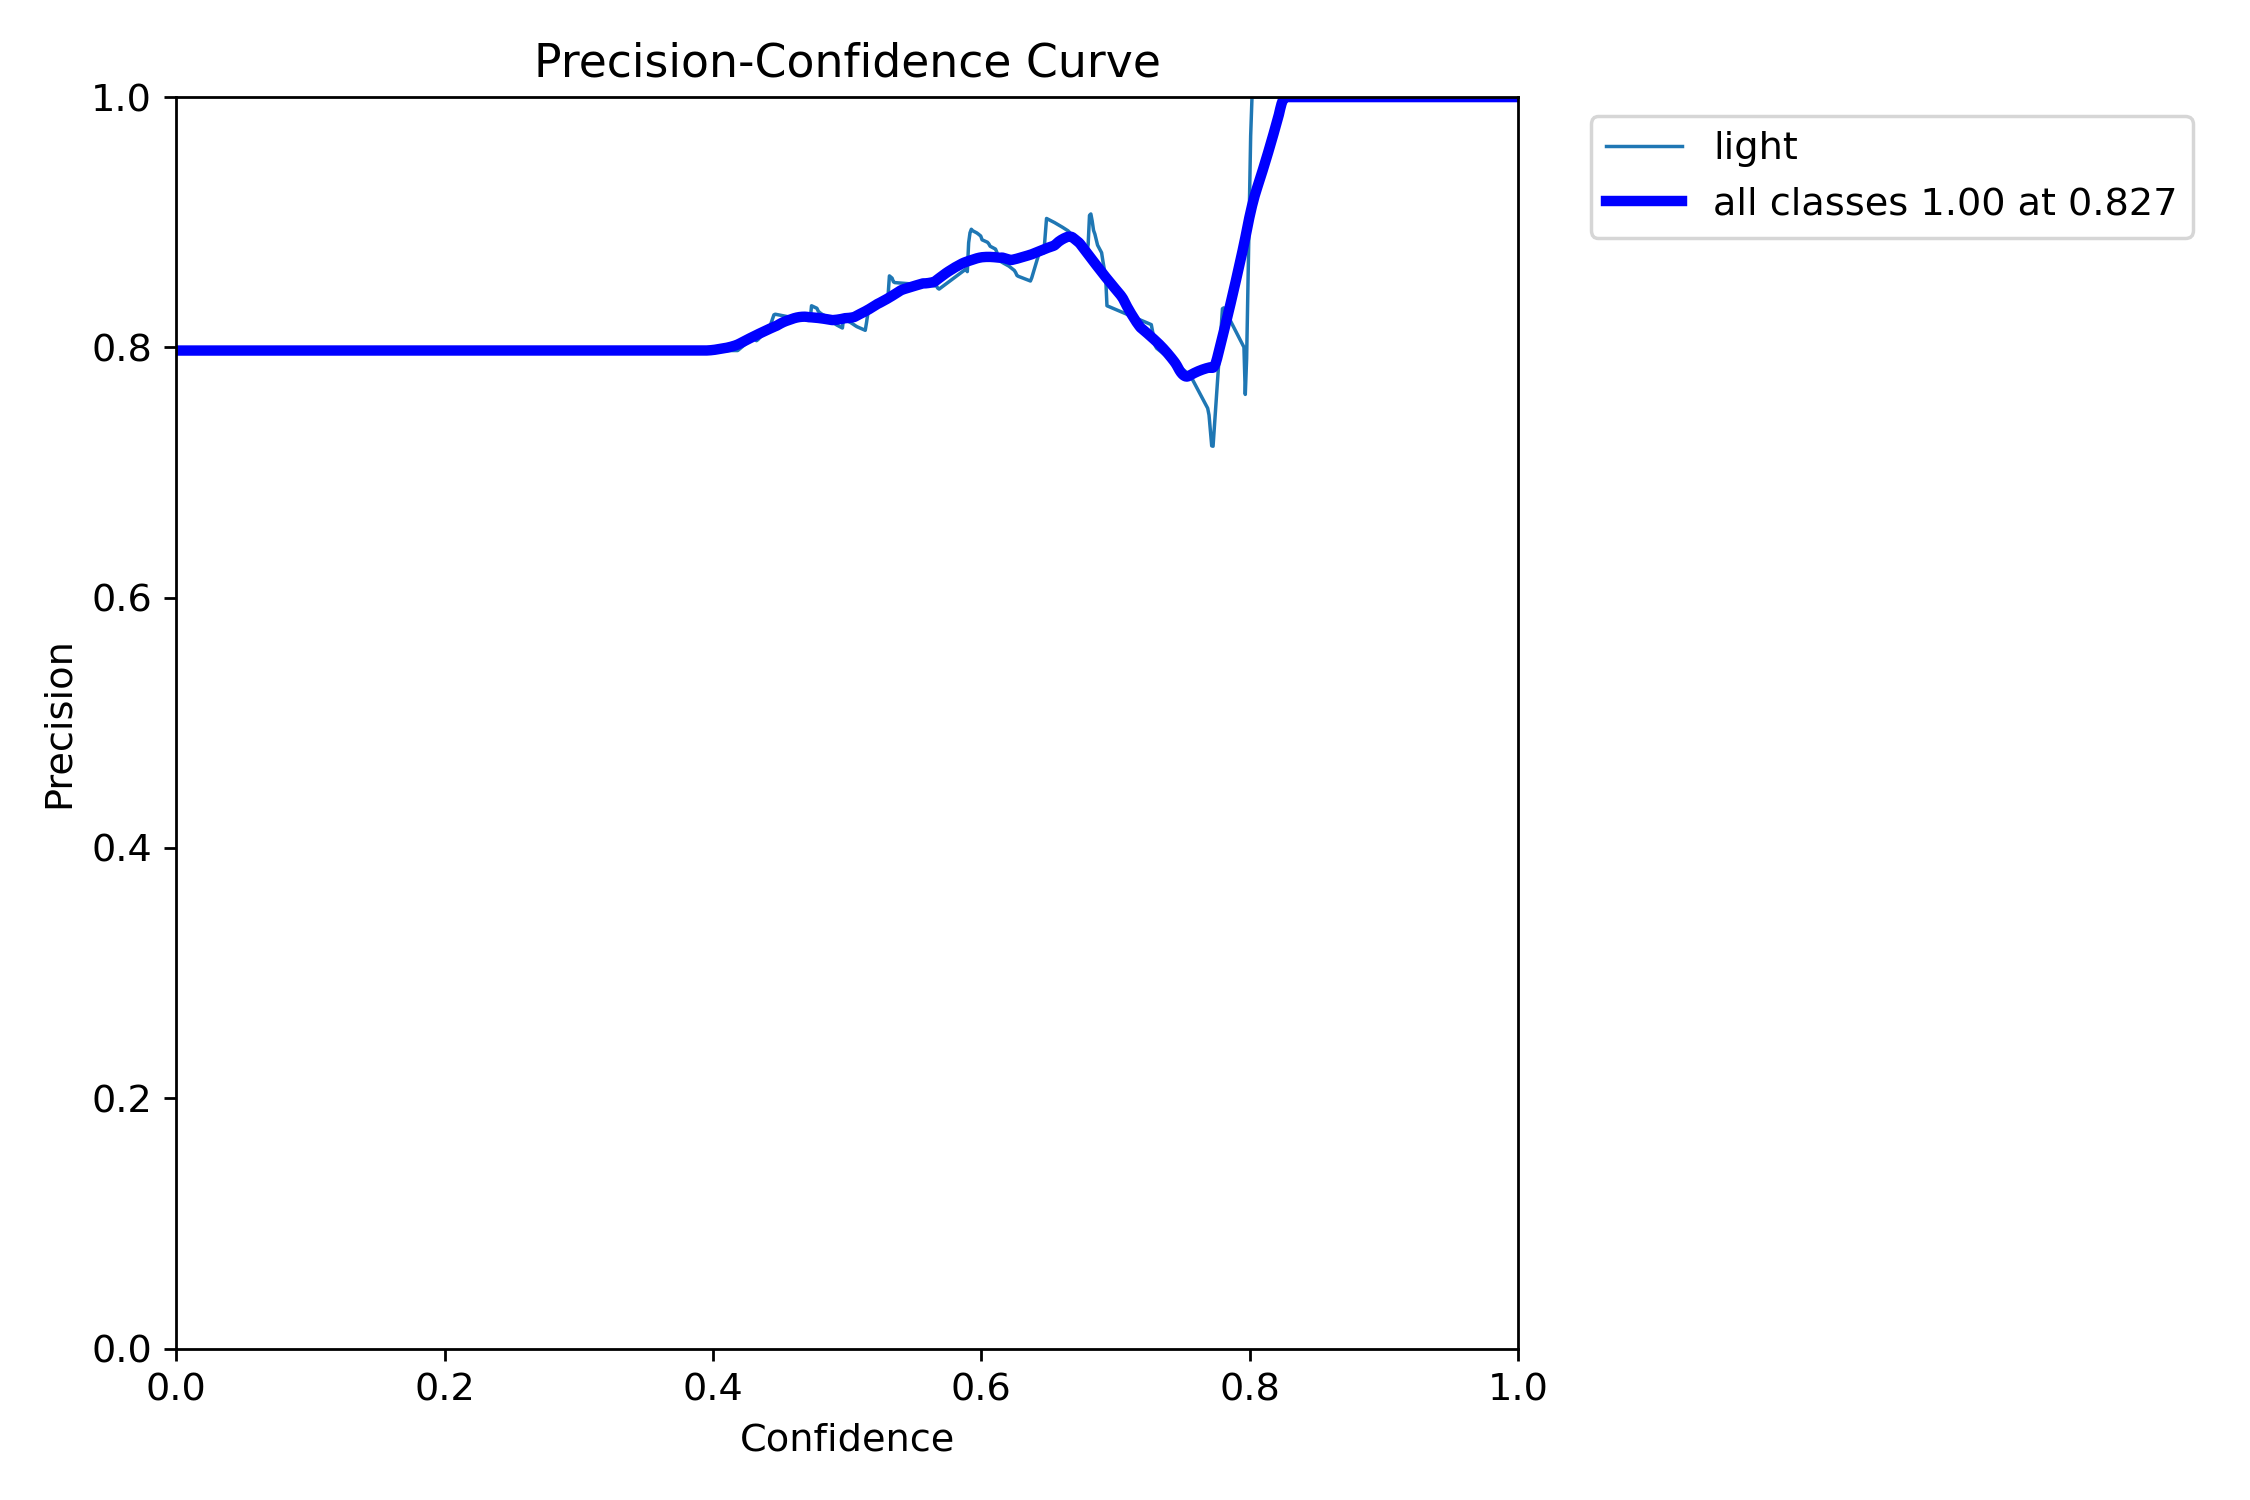 Precision-Confidence Curve
1.0
0.8
0.6
0.4
0.2
0.0
Precision
0.0 0.2 0.4 0.6 0.8 1.0
Confidence
light
all classes 1.00 at 0.827